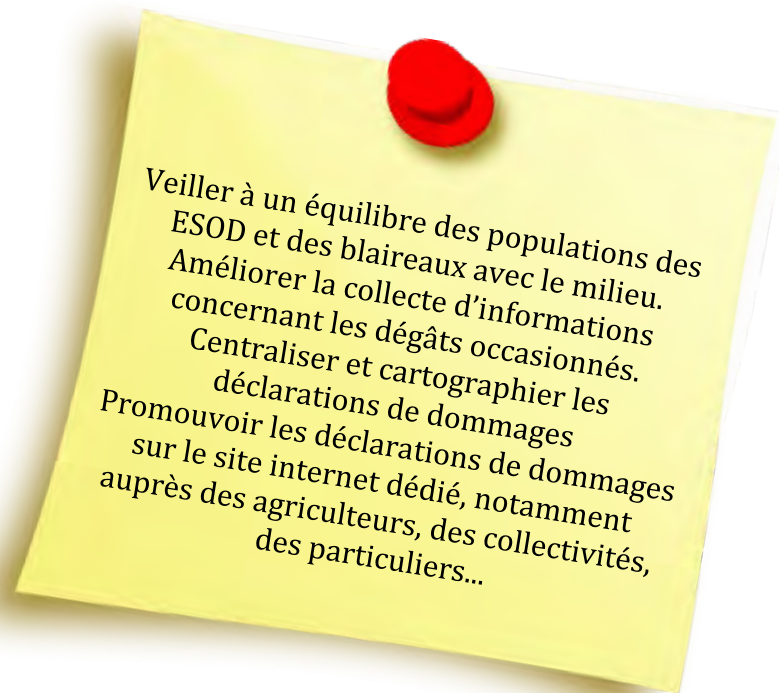 Veiller à un équilibre des populations des
ESOD et des blaireaux avec le milieu.
Améliorer la collecte d’informations
concernant les dégâts occasionnés.
Centraliser et cartographier les
déclarations de dommages
Promouvoir les déclarations de dommages
sur le site internet dédié, notamment
auprès des agriculteurs, des collectivités,
des particuliers...